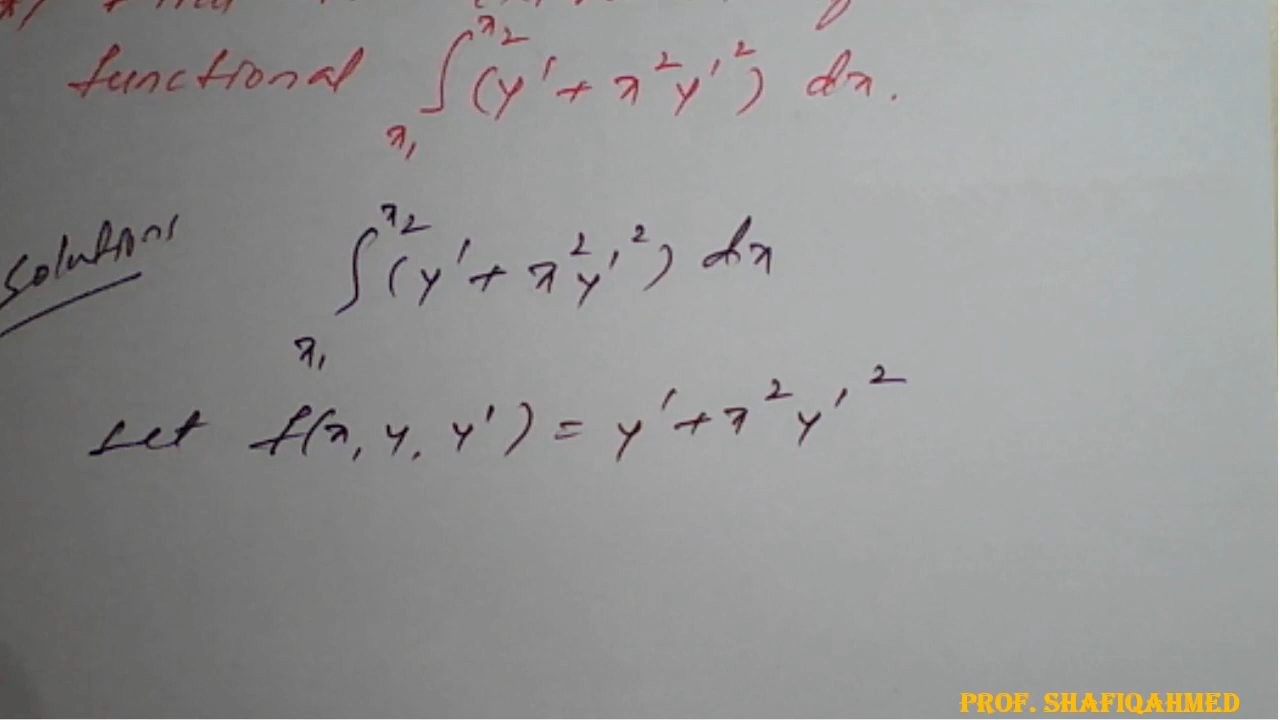 functional ∫_{x₁}^{x₂} (y' + x²y'²) dx.
Solution:
∫_{x₁}^{x₂} (y' + x²y'²) dx
Let f(x, y, y') = y' + x²y'²
PROF. SHAFIQAHMED